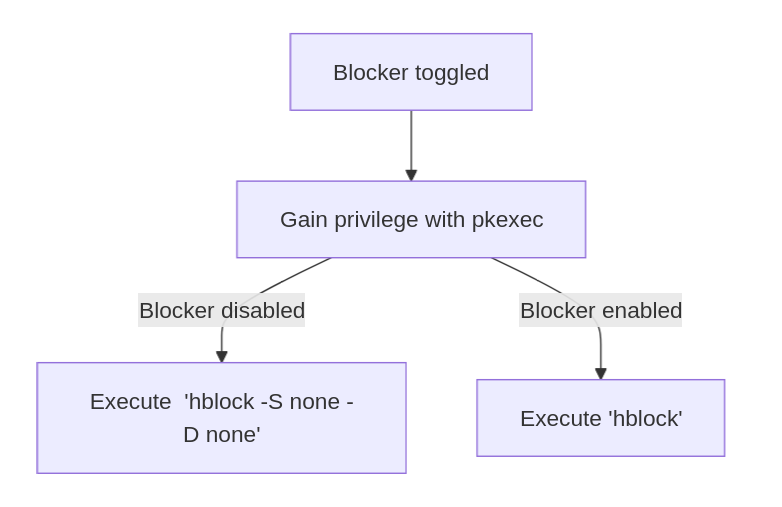 Blocker toggled
Gain privilege with pkexec
Blocker disabled
Blocker enabled
Execute  'hblock -S none -
D none'
Execute 'hblock'